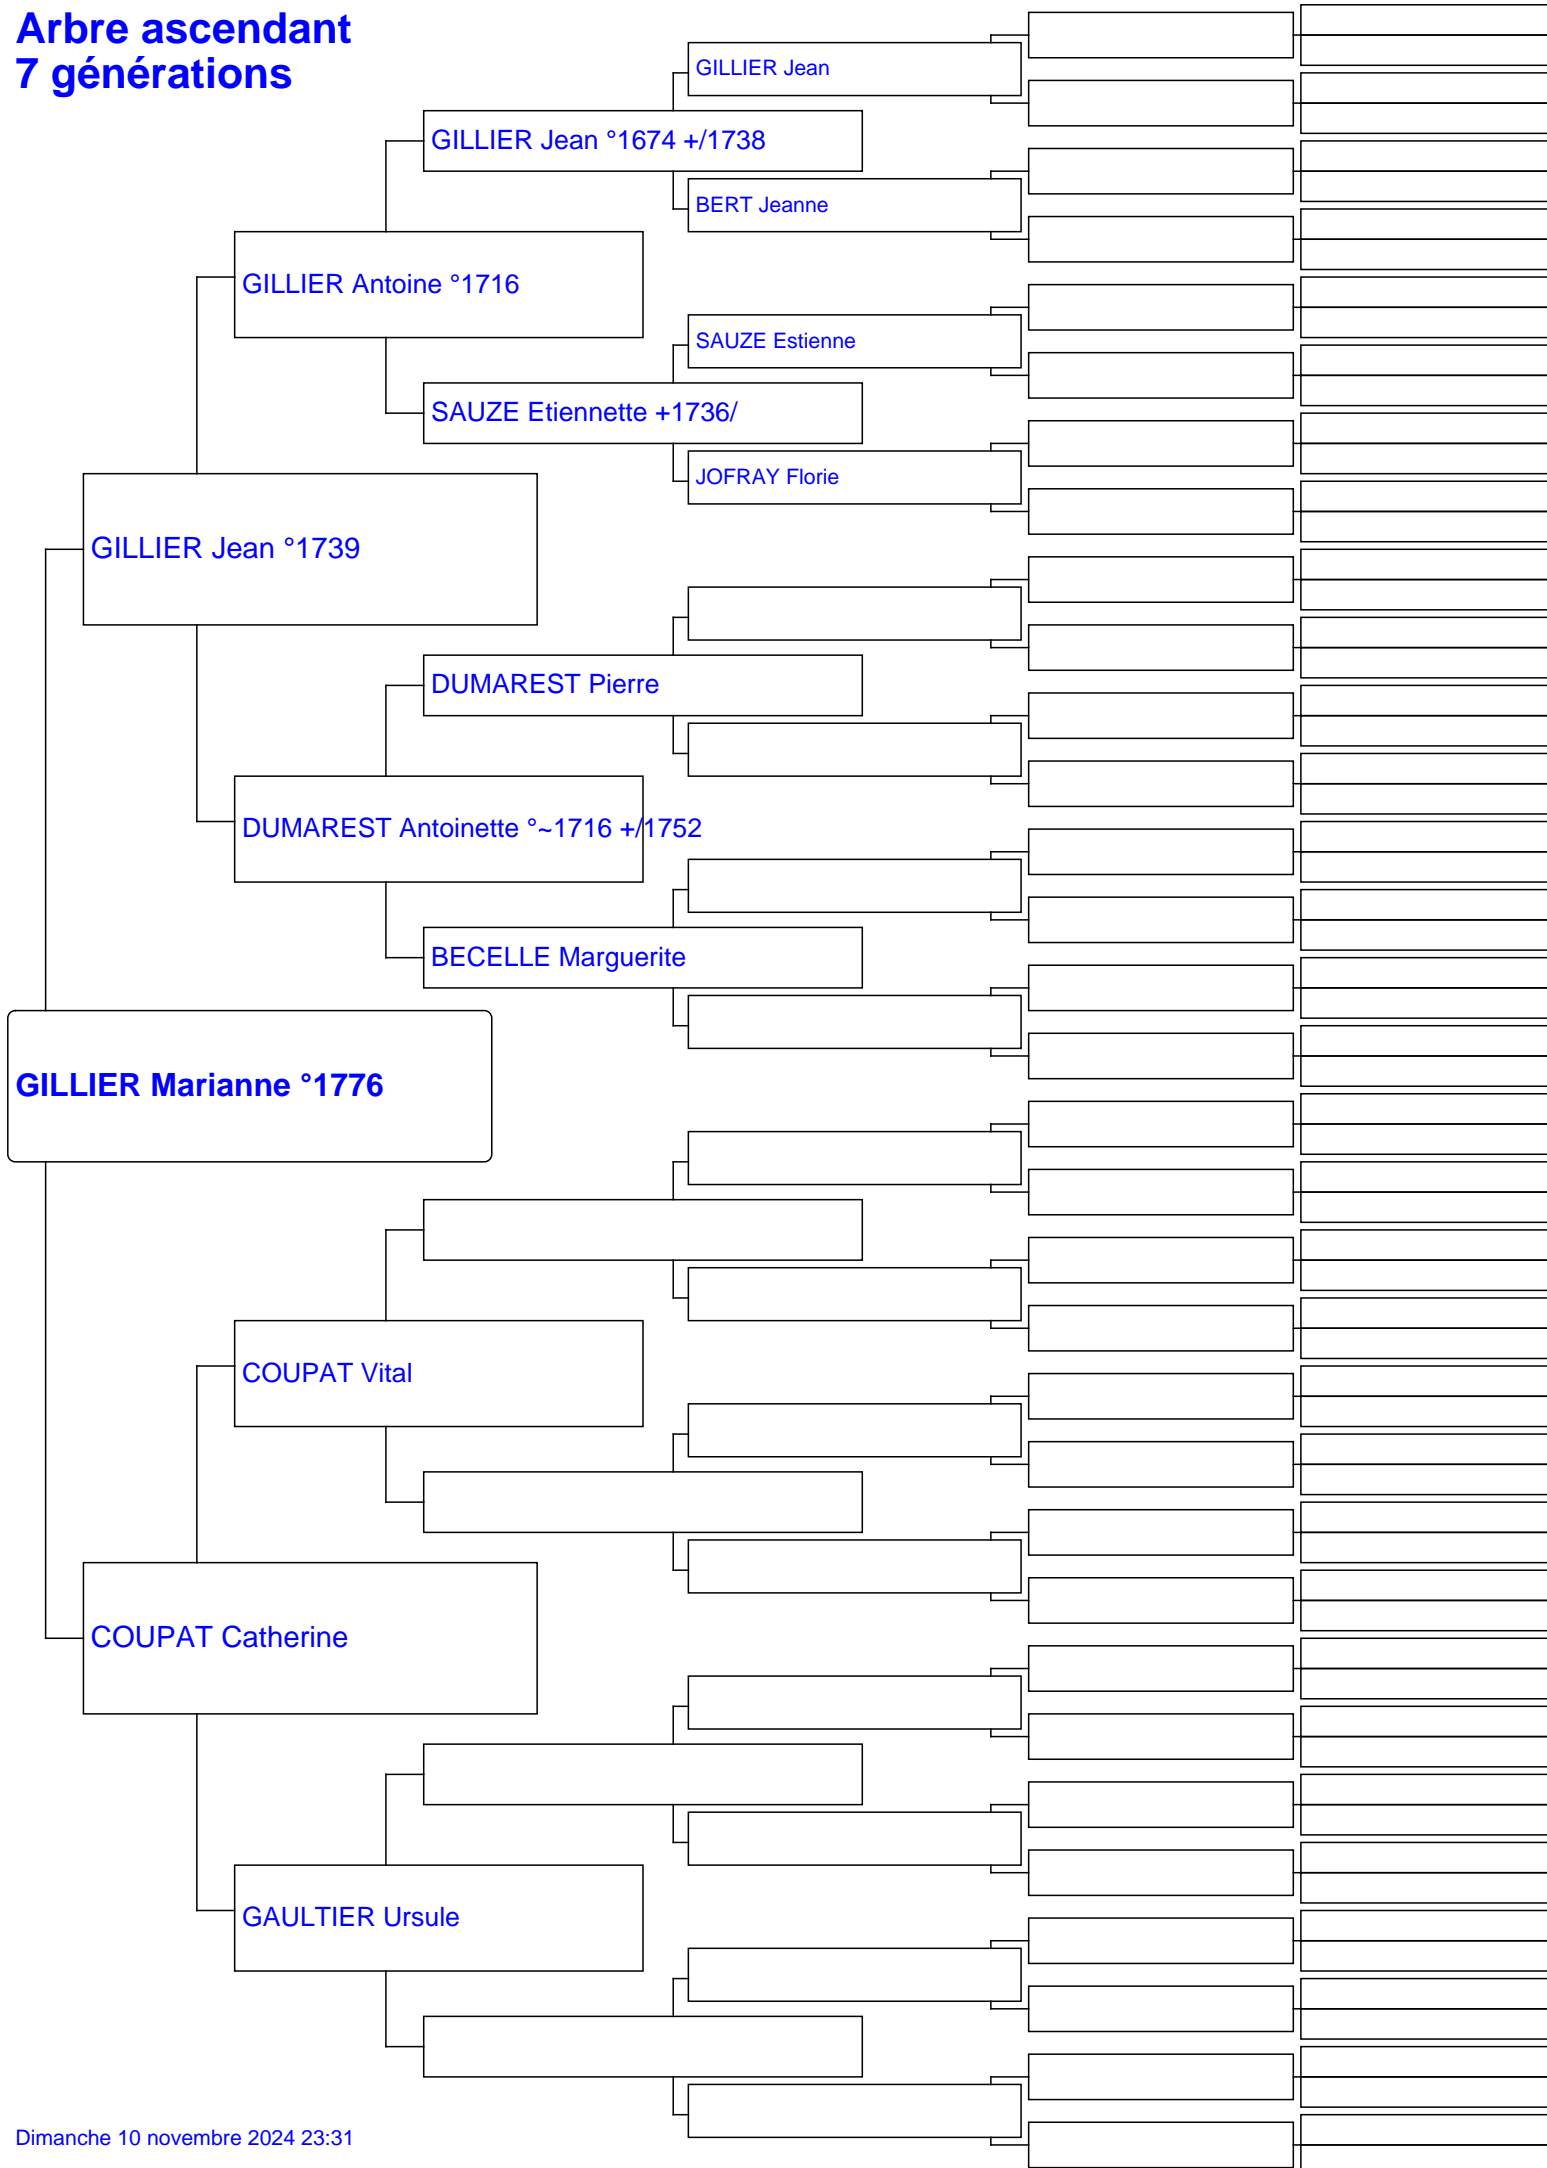 Arbre ascendant
7 générations
GILLIER Jean
GILLIER Jean °1674 +/1738
BERT Jeanne
GILLIER Antoine °1716
SAUZE Estienne
SAUZE Etiennette +1736/
JOFRAY Florie
GILLIER Jean °1739
DUMAREST Pierre
DUMAREST Antoinette °~1716 +/1752
BECELLE Marguerite
GILLIER Marianne °1776
COUPAT Vital
COUPAT Catherine
GAULTIER Ursule
Dimanche 10 novembre 2024 23:31